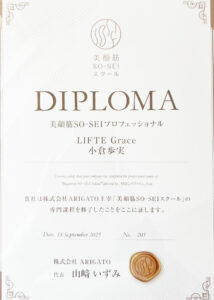 美顔筋
SO-SEI
スクール
DIPLOMA
美顔筋SO-SEIプロフェッショナル
LIFTE Grace
小倉歩実
貴社は株式会社ARIGATO主宰「美顔筋SO-SEIスクール」の
専門課程を修了したことをここに証します。
Date. 18 September 2025
No. 205
株式会社 ARIGATO
代表 山﨑 いずみ